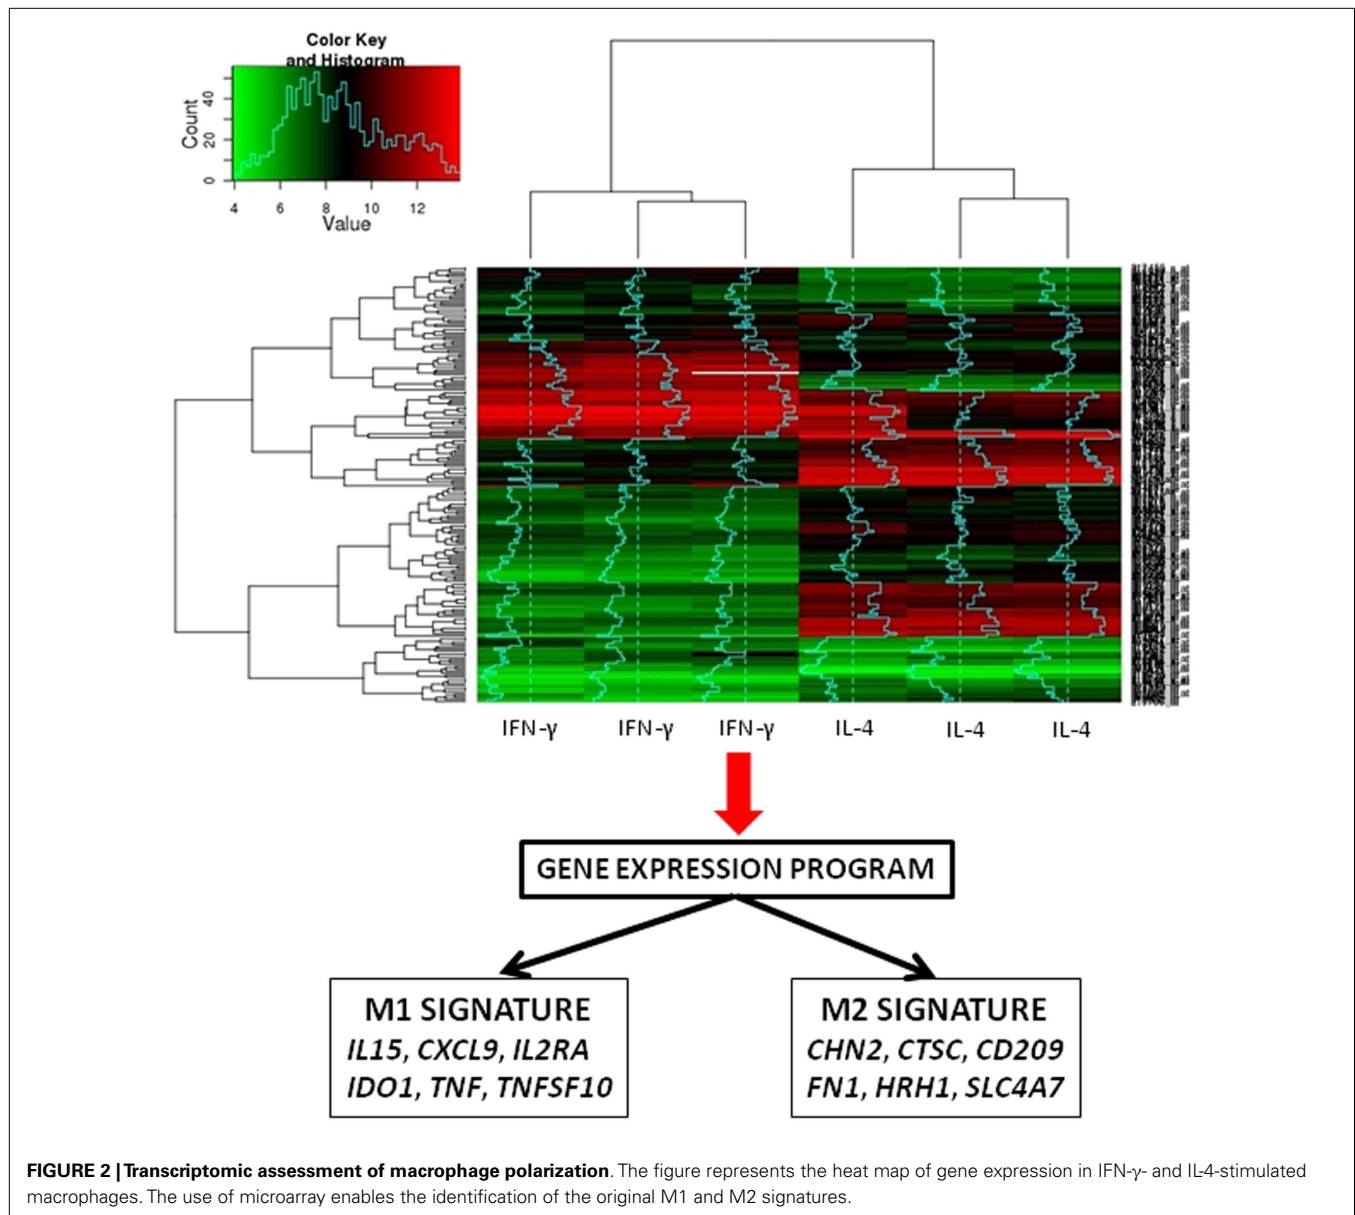 Color Key
and Histogram
Count
0 20 40
4 6 8 10 12
Value
IFN-γ IFN-γ IFN-γ IL-4 IL-4 IL-4
GENE EXPRESSION PROGRAM
M1 SIGNATURE
IL15, CXCL9, IL2RA
IDO1, TNF, TNFSF10
M2 SIGNATURE
CHN2, CTSC, CD209
FN1, HRH1, SLC4A7
FIGURE 2 | Transcriptomic assessment of macrophage polarization. The figure represents the heat map of gene expression in IFN-γ- and IL-4-stimulated
macrophages. The use of microarray enables the identification of the original M1 and M2 signatures.